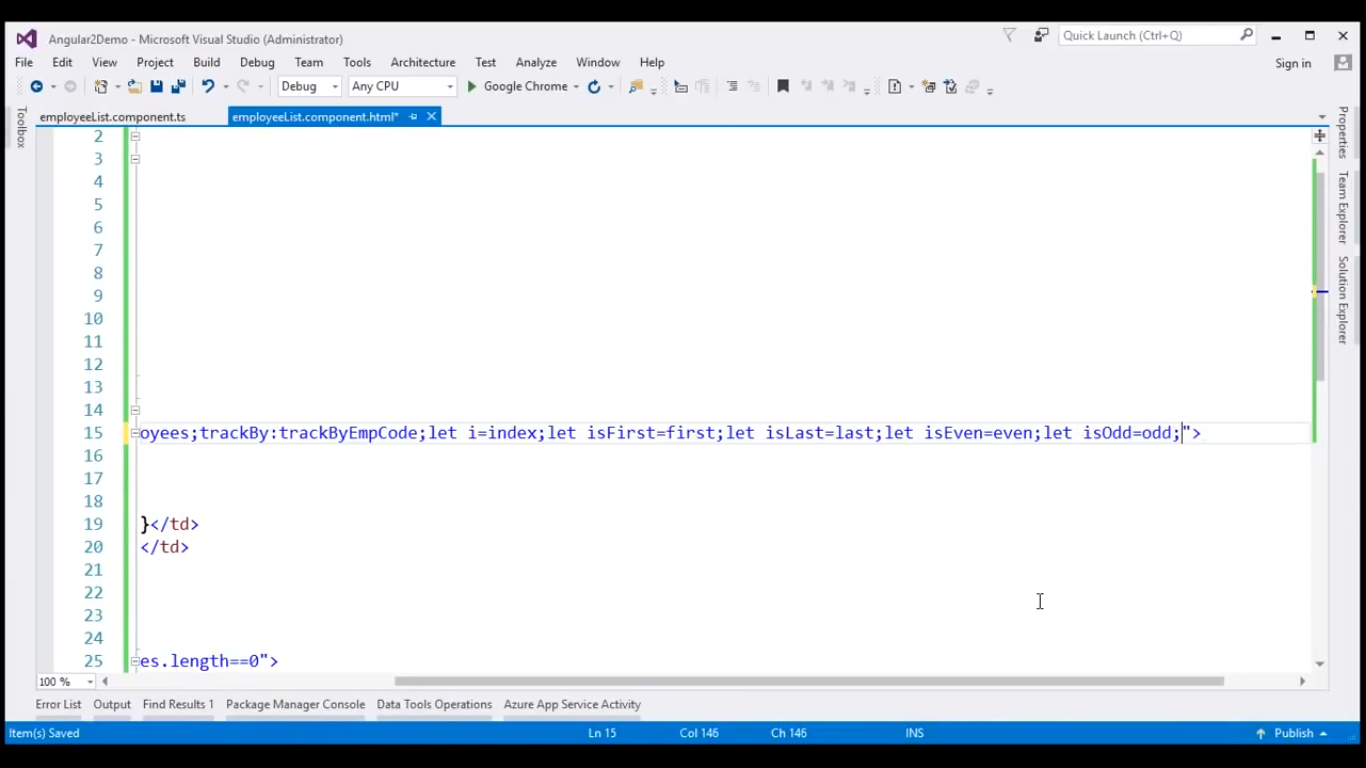 Angular2Demo - Microsoft Visual Studio (Administrator)
Quick Launch (Ctrl+Q)
File Edit View Project Build Debug Team Tools Architecture Test Analyze Window Help
Sign in
Debug Any CPU Google Chrome
Toolbox
employeeList.component.ts employeeList.component.html*
Properties
Team Explorer
Solution Explorer
2
3
4
5
6
7
8
9
10
11
12
13
14
15 oyees;trackBy:trackByEmpCode;let i=index;let isFirst=first;let isLast=last;let isEven=even;let isOdd=odd;">
16
17
18
19 }</td>
20 </td>
21
22
23
24
25 es.length==0">
100 %
Error List Output Find Results 1 Package Manager Console Data Tools Operations Azure App Service Activity
Item(s) Saved Ln 15 Col 146 Ch 146 INS Publish